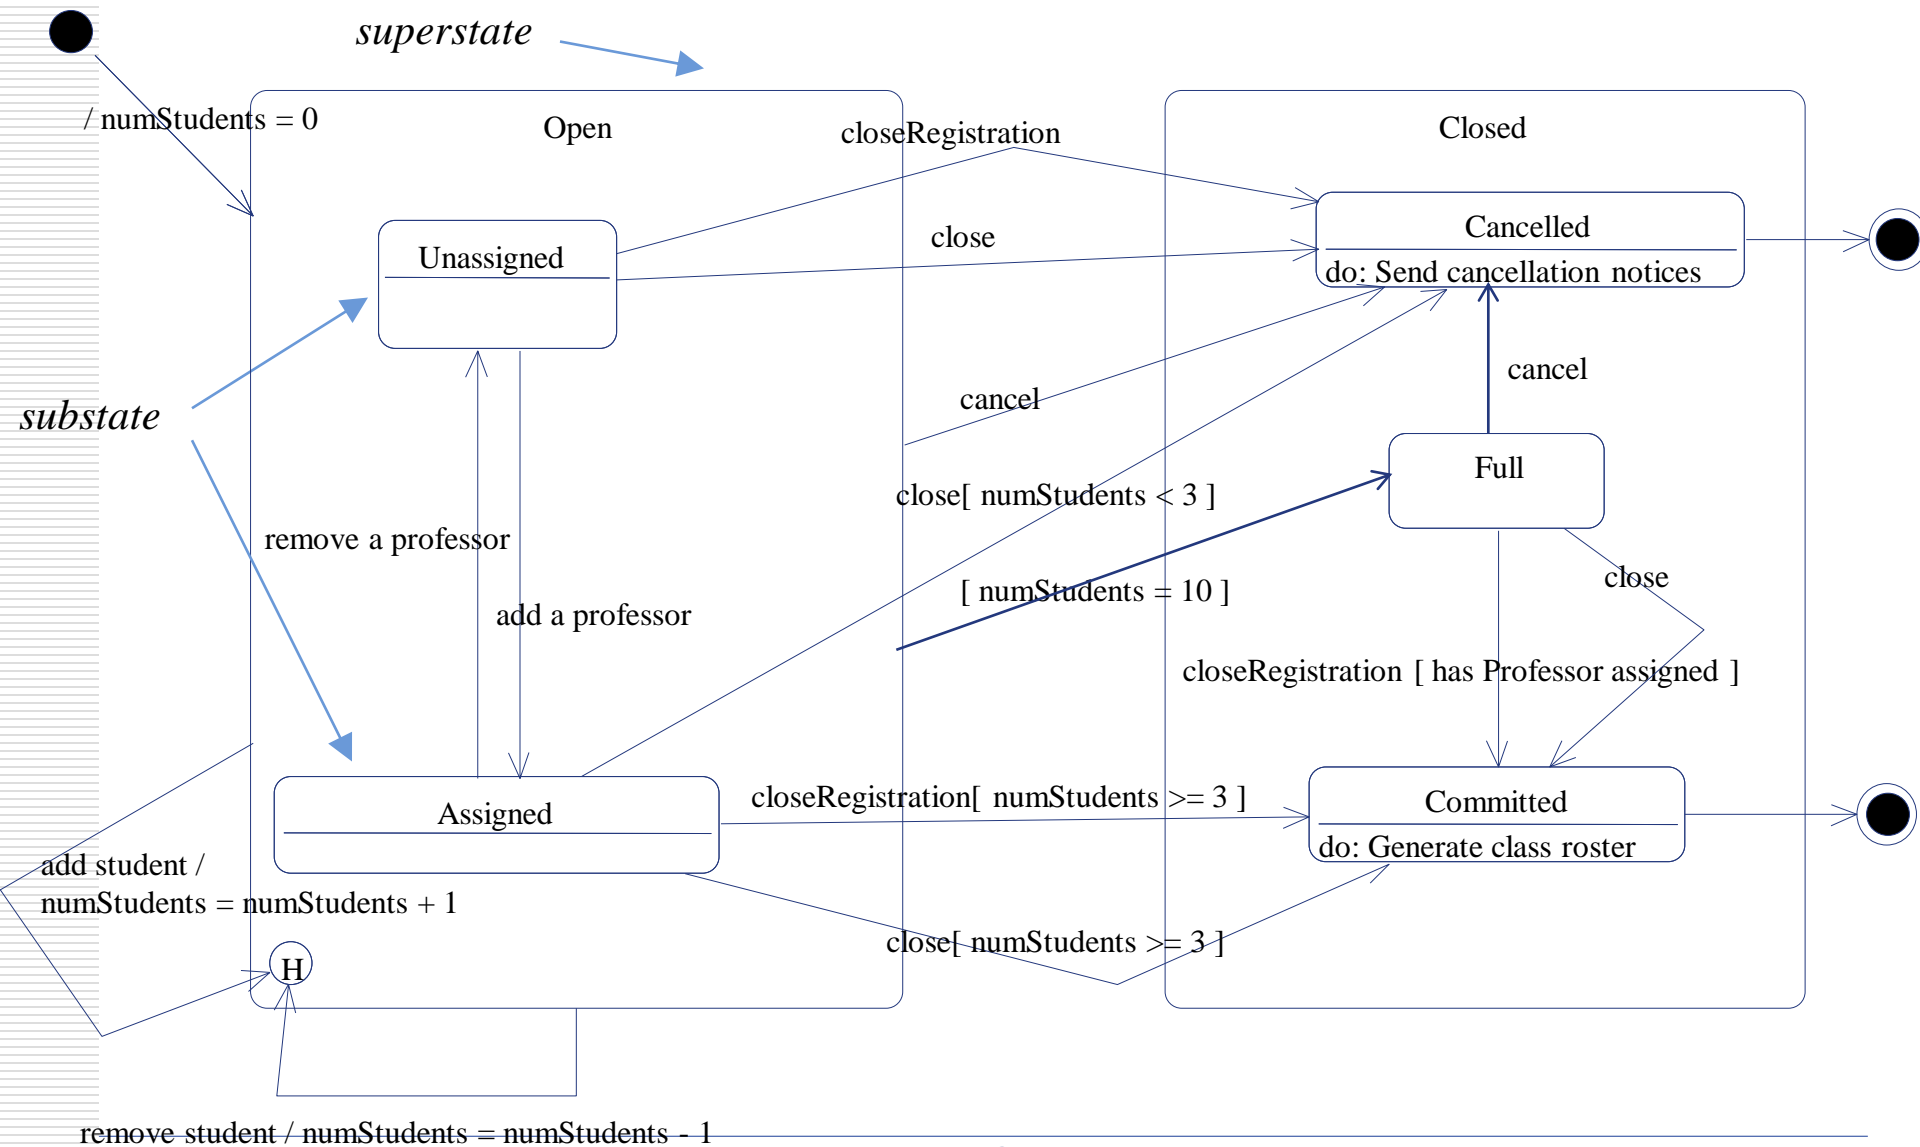 superstate
/ numStudents = 0
Open
closeRegistration
Closed
Unassigned
close
Cancelled
do: Send cancellation notices
substate
cancel
cancel
Full
close[ numStudents < 3 ]
remove a professor
[ numStudents = 10 ]
close
add a professor
closeRegistration [ has Professor assigned ]
Assigned
closeRegistration[ numStudents >= 3 ]
Committed
do: Generate class roster
add student /
numStudents = numStudents + 1
close[ numStudents >= 3 ]
H
remove student / numStudents = numStudents - 1